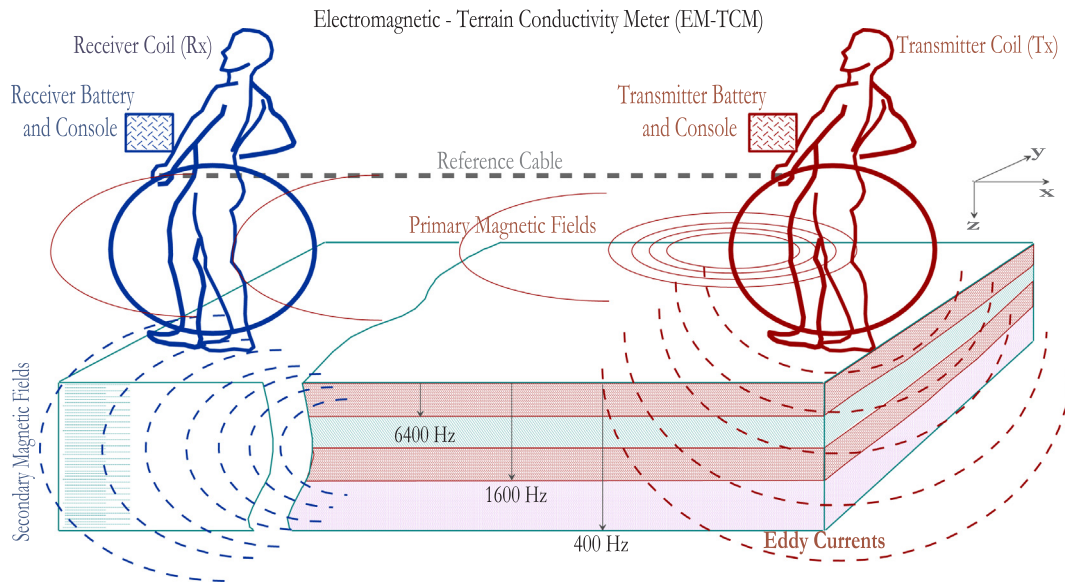 Electromagnetic - Terrain Conductivity Meter (EM-TCM)
Receiver Coil (Rx)
Transmitter Coil (Tx)
Receiver Battery
and Console
Transmitter Battery
and Console
Reference Cable
y
x
z
Primary Magnetic Fields
Secondary Magnetic Fields
6400 Hz
1600 Hz
400 Hz
Eddy Currents